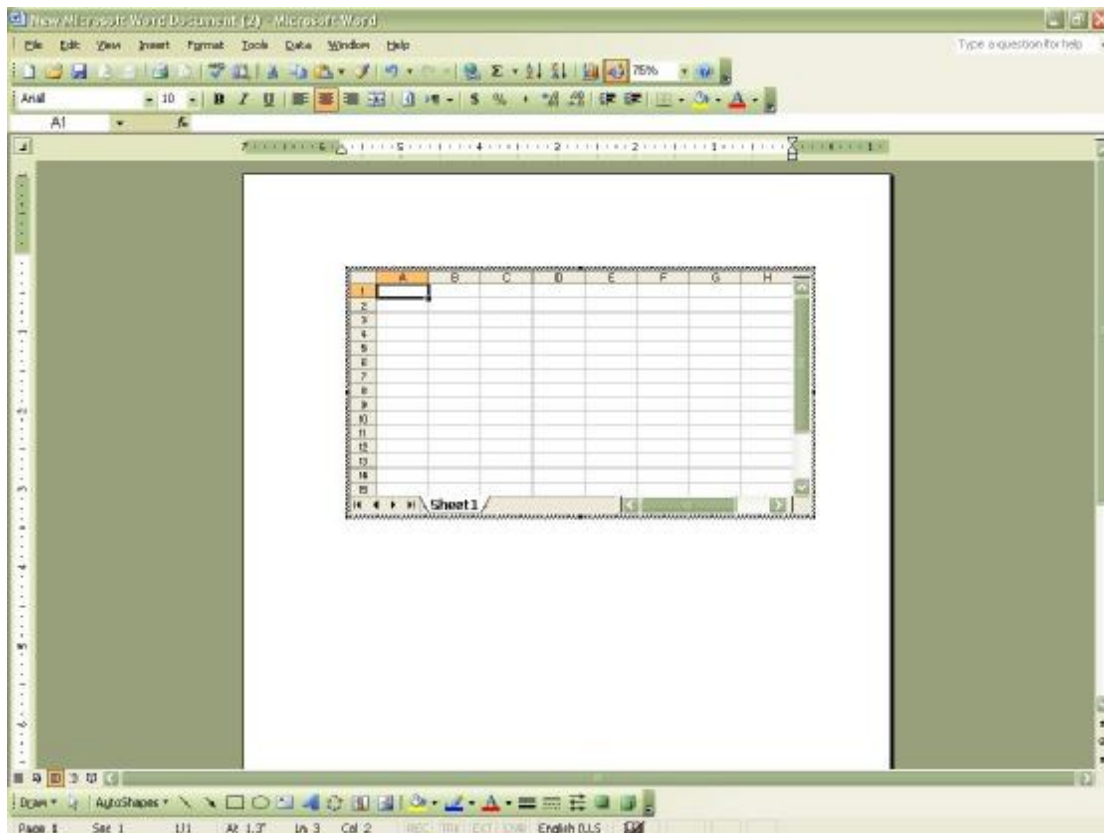 New Microsoft Word Document (2) - Microsoft Word
File Edit View Insert Format Tools Data Window Help
Type a question for help
75%
Arial 10 B I U $ %
A1 fx
A B C D E F G H
1
2
3
4
5
6
7
8
9
10
11
12
13
14
15
Sheet1
Draw AutoShapes
Page 1 Sec 1 1/1 At 1.3" Ln 3 Col 2 REC TRK EXT OVR English (U.S